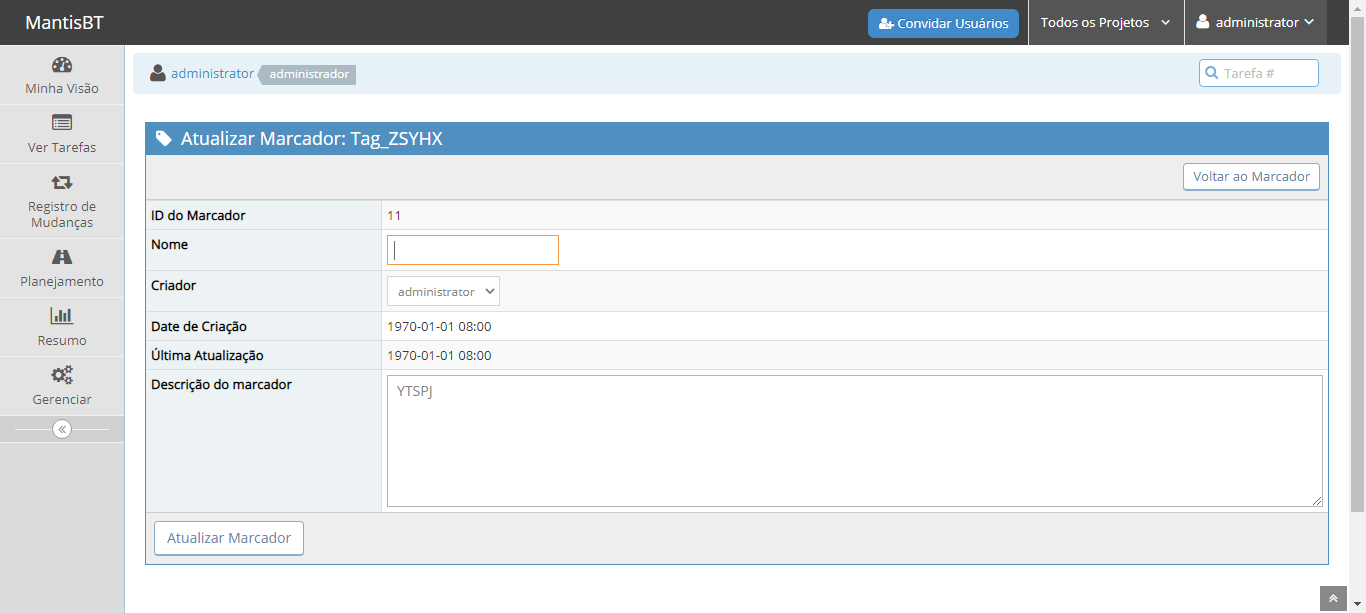 MantisBT
Convidar Usuários
Todos os Projetos
administrator
Minha Visão
Ver Tarefas
Registro de
Mudanças
Planejamento
Resumo
Gerenciar
administrator administrador
Tarefa #
Atualizar Marcador: Tag_ZSYHX
Voltar ao Marcador
ID do Marcador 11
Nome
Criador administrator
Date de Criação 1970-01-01 08:00
Última Atualização 1970-01-01 08:00
Descrição do marcador YTSPJ
Atualizar Marcador